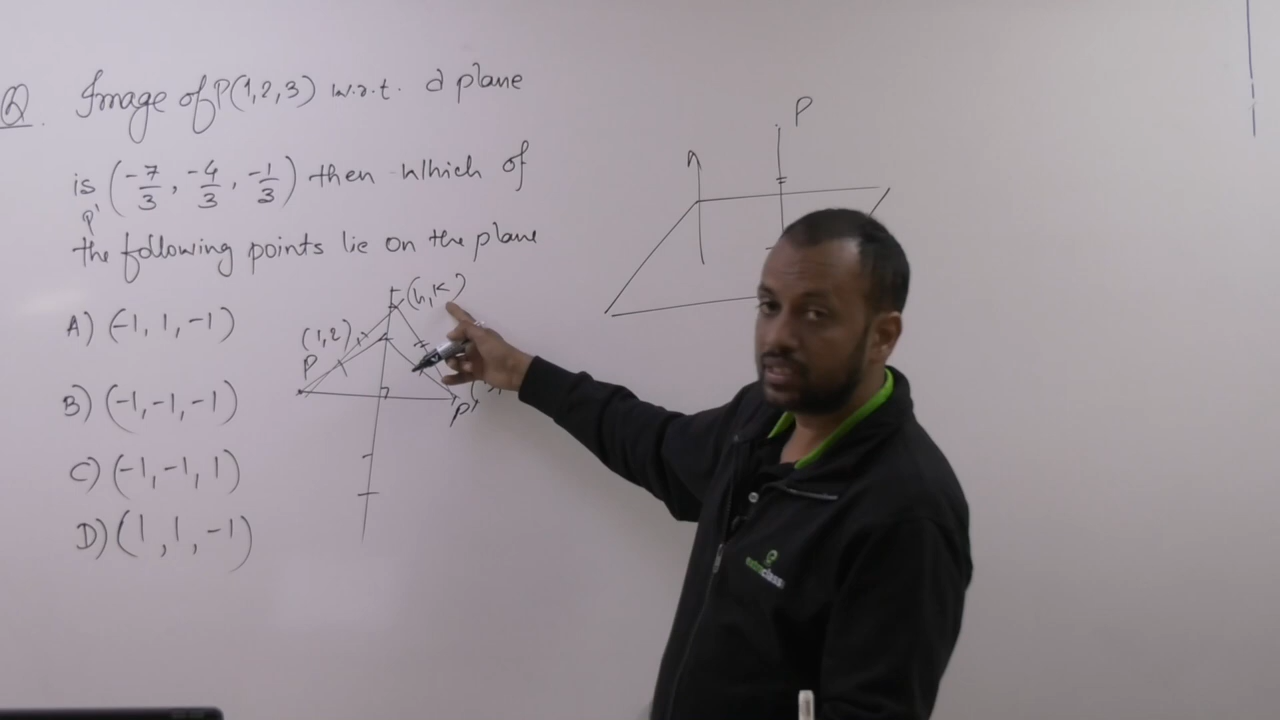 Q. Image of P(1,2,3) w.r.t. a plane
is (-7/3, -4/3, -1/3) then which of
P'
the following points lie on the plane
A) (-1, 1, -1)
B) (-1, -1, -1)
C) (-1, -1, 1)
D) (1, 1, -1)
(h,k)
(1,2)
P
P
P